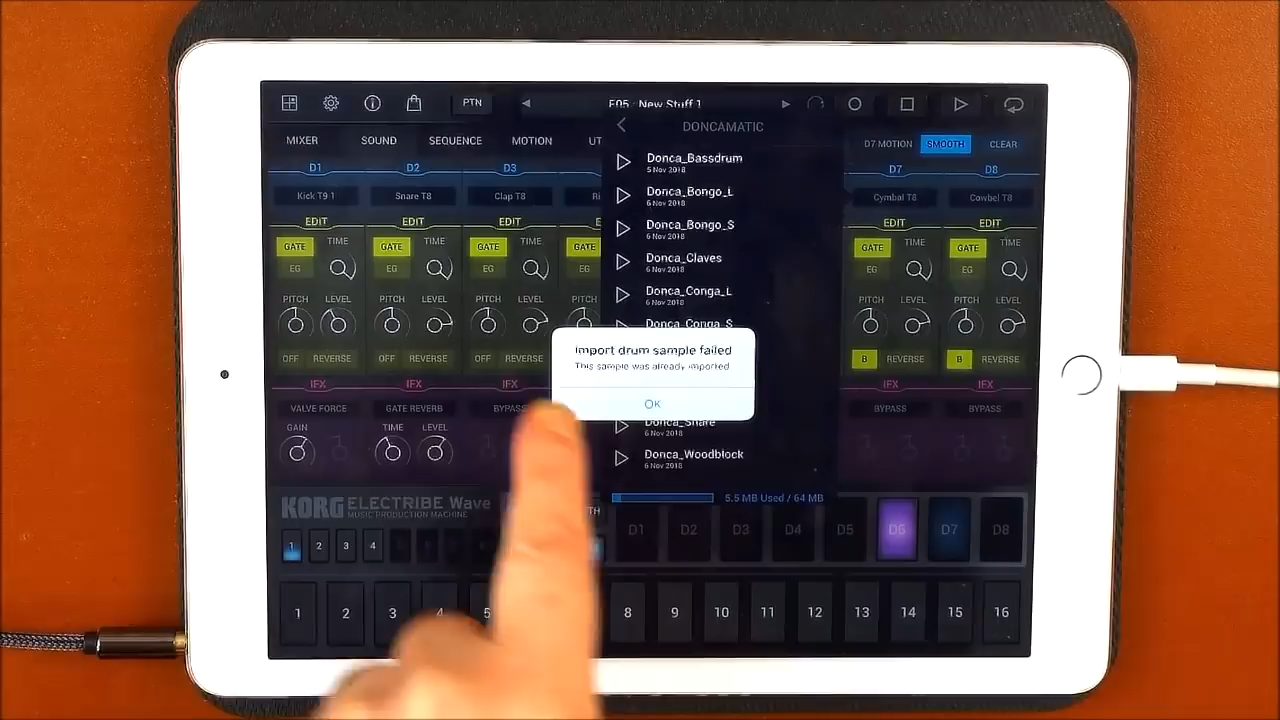 PTN
E05 : New Stuff 1
MIXER
SOUND
SEQUENCE
MOTION
UT
DONCAMATIC
D7 MOTION
SMOOTH
CLEAR
D1
D2
D3
D7
D8
Kick T9 1
Snare T8
Clap T8
Ri
Cymbal T8
Cowbel T8
EDIT
EDIT
EDIT
E
EDIT
EDIT
GATE
TIME
GATE
TIME
GATE
TIME
GATE
GATE
TIME
GATE
TIME
EG
EG
EG
EG
EG
EG
PITCH
LEVEL
PITCH
LEVEL
PITCH
LEVEL
PITCH
PITCH
LEVEL
PITCH
LEVEL
OFF
REVERSE
OFF
REVERSE
OFF
REVERSE
OFF
B
REVERSE
B
REVERSE
IFX
IFX
IFX
IFX
IFX
VALVE FORCE
GATE REVERB
BYPASS
BYPASS
BYPASS
GAIN
TIME
LEVEL
Donca_Bassdrum
5 Nov 2018
Donca_Bongo_L
6 Nov 2018
Donca_Bongo_S
6 Nov 2018
Donca_Claves
6 Nov 2018
Donca_Conga_L
6 Nov 2018
Donca_Conga_S
Import drum sample failed
This sample was already imported
OK
Donca_Snare
6 Nov 2018
Donca_Woodblock
6 Nov 2018
5.5 MB Used / 64 MB
KORG ELECTRIBE Wave
MUSIC PRODUCTION MACHINE
TH
1
2
3
4
D1
D2
D3
D4
D5
D6
D7
D8
1
2
3
4
5
8
9
10
11
12
13
14
15
16